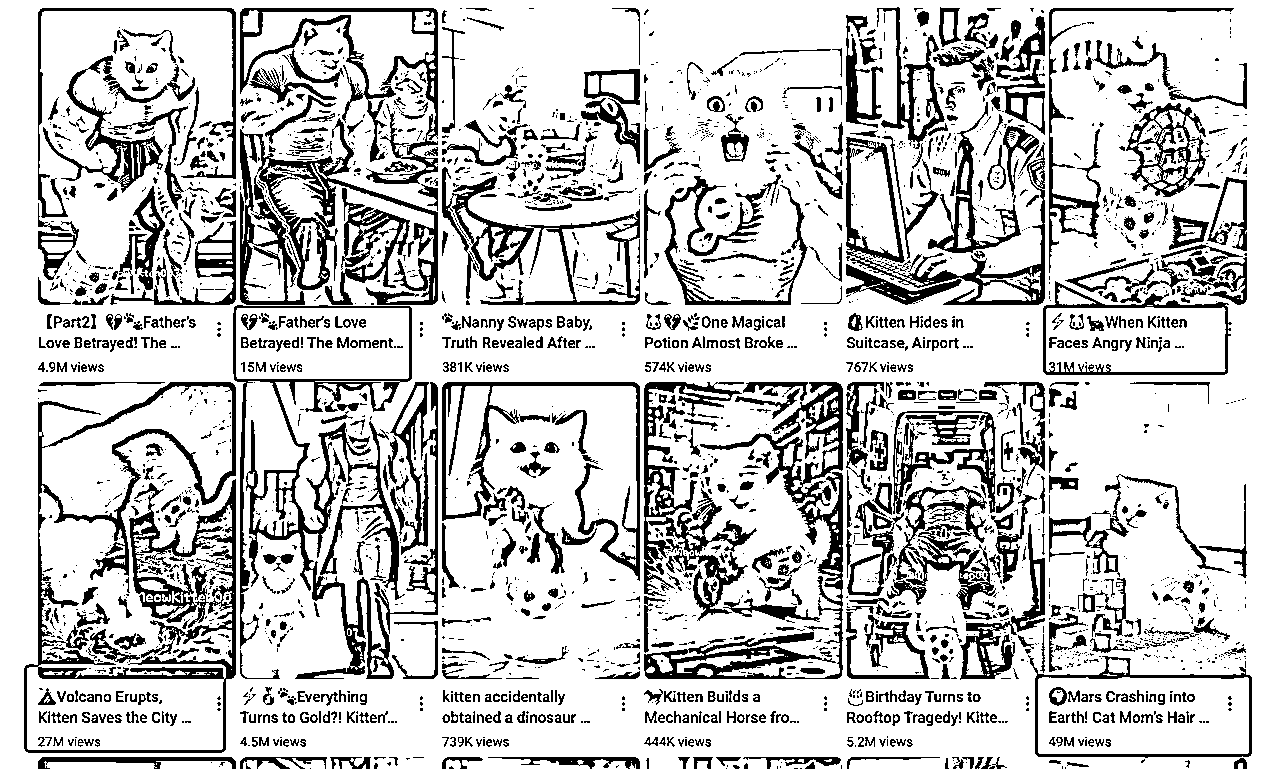 【Part2】 💔🐾Father's
Love Betrayed! The ...
4.9M views
💔🐾Father's Love
Betrayed! The Moment...
15M views
🐾Nanny Swaps Baby,
Truth Revealed After ...
381K views
🐱💔🌿One Magical
Potion Almost Broke ...
574K views
Kitten Hides in
Suitcase, Airport ...
767K views
⚡🐱🐈When Kitten
Faces Angry Ninja ...
31M views
MeowKitteboo
🌋Volcano Erupts,
Kitten Saves the City ...
27M views
⚡🐾Everything
Turns to Gold?! Kitten'...
4.5M views
kitten accidentally
obtained a dinosaur ...
739K views
🐎Kitten Builds a
Mechanical Horse fro...
444K views
🎂Birthday Turns to
Rooftop Tragedy! Kitte...
5.2M views
Mars Crashing into
Earth! Cat Mom's Hair ...
49M views